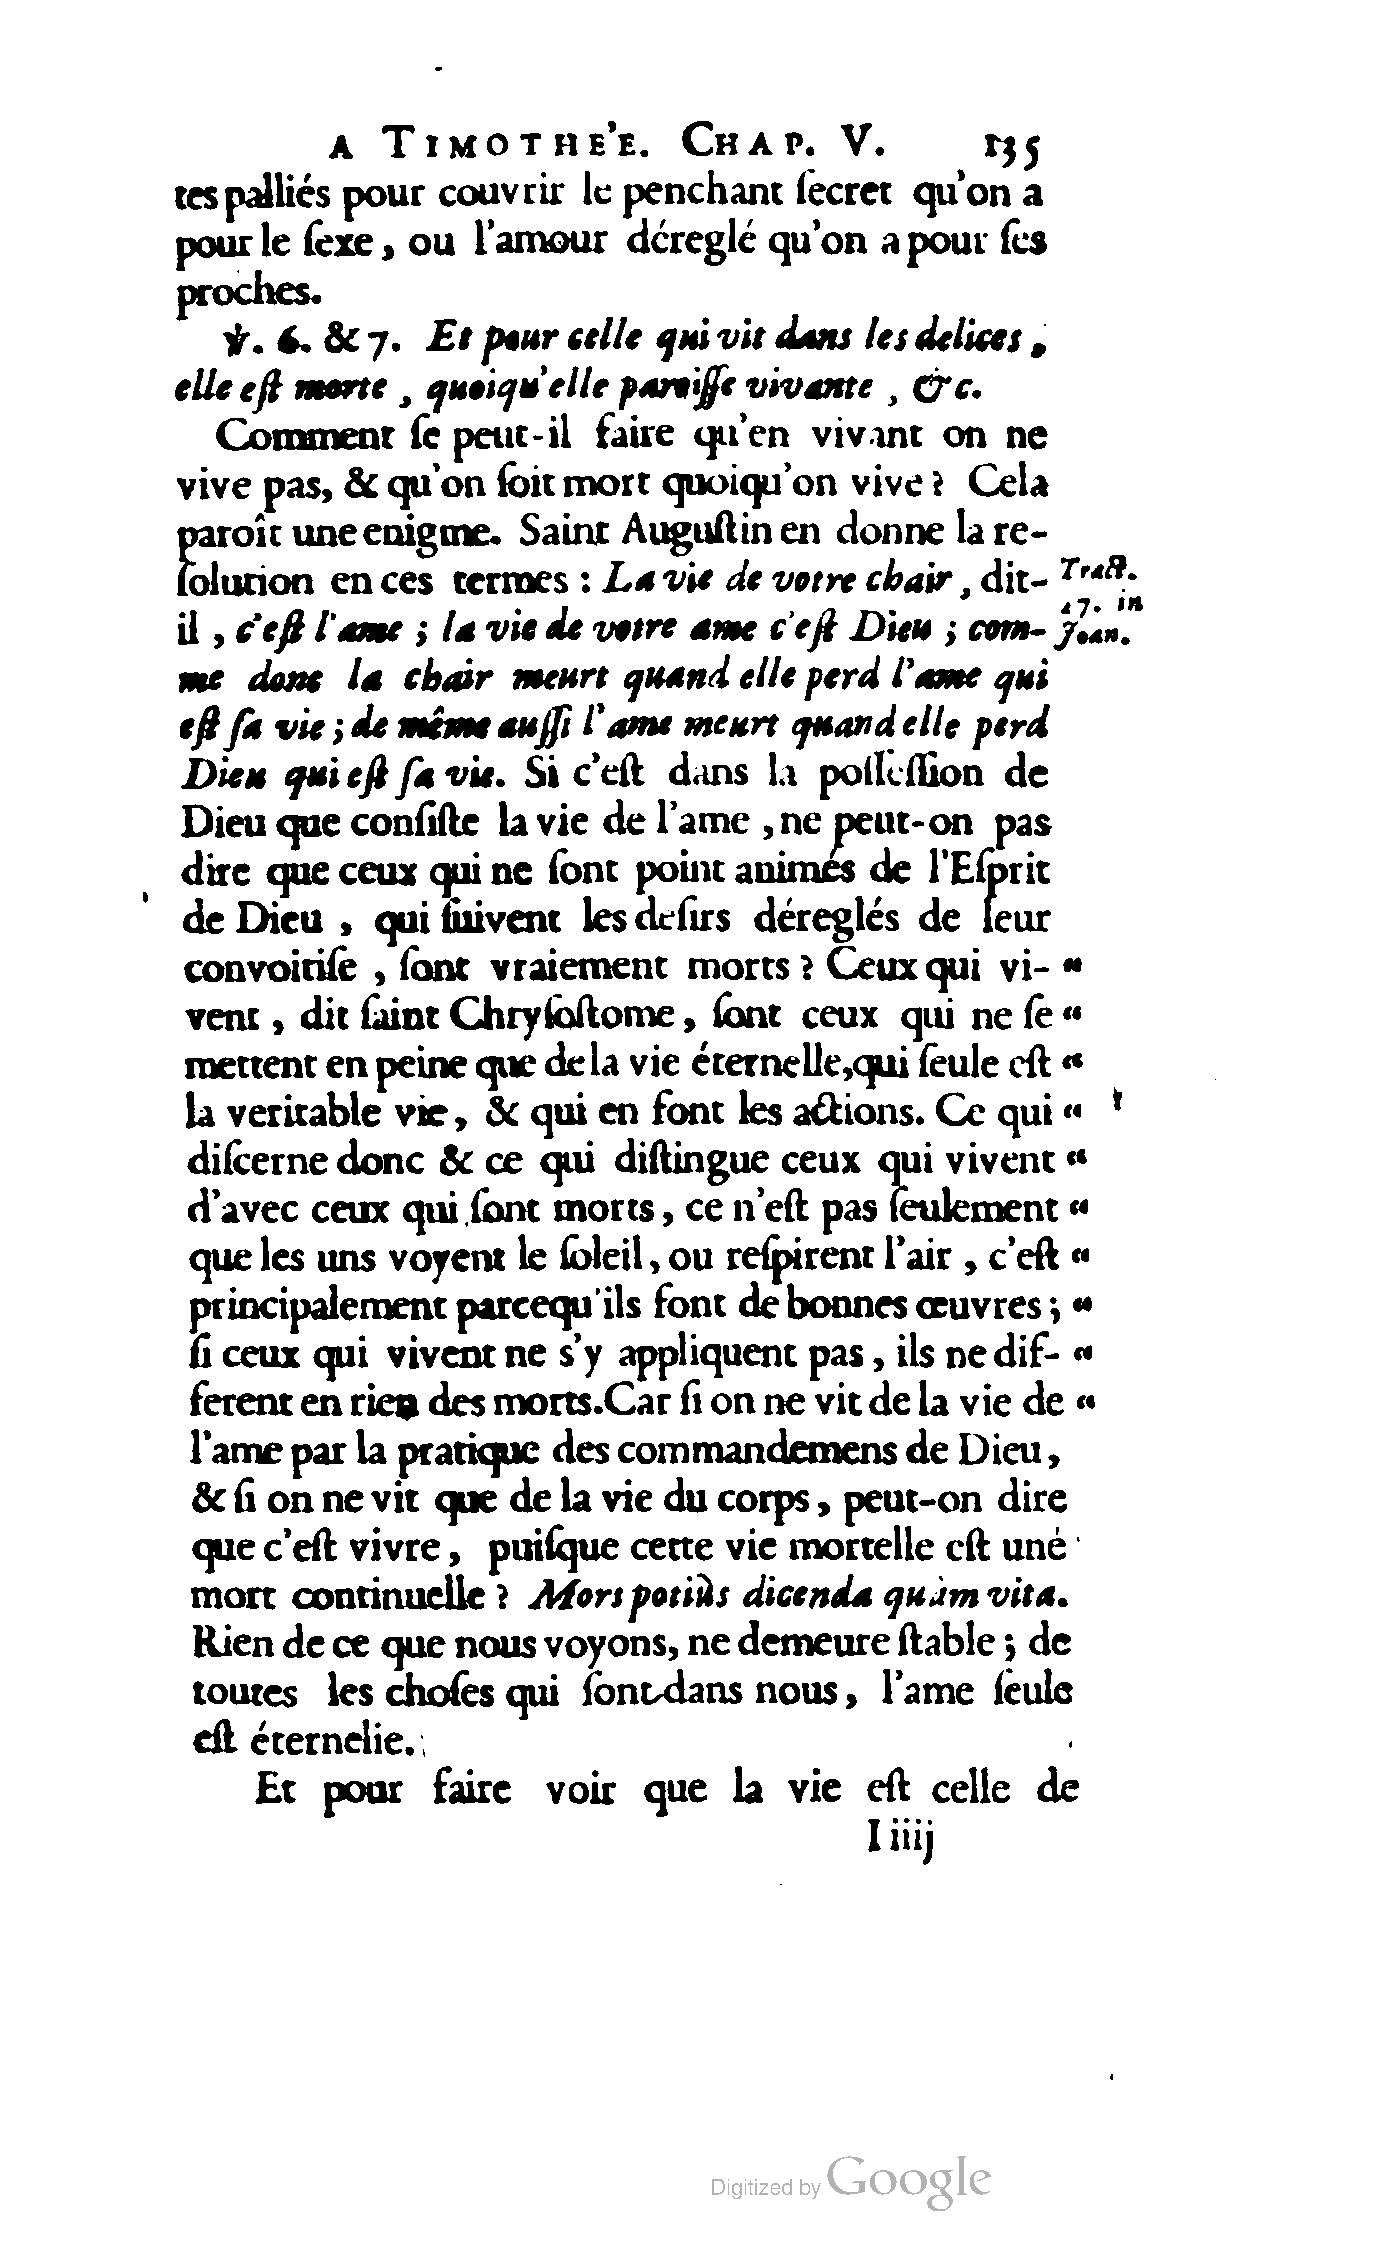 A TIMOTHE'E. CHAP. V. 135
tes palliés pour couvrir le penchant ſecret qu'on a
pour le ſexe, ou l'amour déreglé qu'on a pour ſes
proches.
℣. 6. & 7. Et pour celle qui vit dans les delices,
elle eſt morte, quoiqu'elle paroiſſe vivante, &c.
Comment ſe peut-il faire qu'en vivant on ne
vive pas, & qu'on ſoit mort quoiqu'on vive? Cela
paroît une enigme. Saint Auguſtin en donne la re-
ſolution en ces termes : La vie de votre chair, dit-
il, c'eſt l'ame ; la vie de votre ame c'eſt Dieu ; com-
Tract.
47. in
Joan.
me donc la chair meurt quand elle perd l'ame qui
eſt ſa vie ; de même auſſi l'ame meurt quand elle perd
Dieu qui eſt ſa vie. Si c'eſt dans la poſſeſſion de
Dieu que conſiſte la vie de l'ame, ne peut-on pas
dire que ceux qui ne ſont point animés de l'Eſprit
de Dieu, qui ſuivent les deſirs déreglés de leur
convoitiſe, ſont vraiement morts? Ceux qui vi- "
vent, dit ſaint Chryſoſtome, ſont ceux qui ne ſe "
mettent en peine que de la vie éternelle, qui ſeule eſt "
la veritable vie, & qui en font les actions. Ce qui "
diſcerne donc & ce qui diſtingue ceux qui vivent "
d'avec ceux qui ſont morts, ce n'eſt pas ſeulement "
que les uns voyent le ſoleil, ou reſpirent l'air, c'eſt "
principalement parcequ'ils font de bonnes œuvres ; "
ſi ceux qui vivent ne s'y appliquent pas, ils ne dif- "
ferent en rien des morts. Car ſi on ne vit de la vie de "
l'ame par la pratique des commandemens de Dieu,
& ſi on ne vit que de la vie du corps, peut-on dire
que c'eſt vivre, puiſque cette vie mortelle eſt une
mort continuelle? Mors potiùs dicenda quàm vita.
Rien de ce que nous voyons, ne demeure ſtable ; de
toutes les choſes qui ſont dans nous, l'ame ſeule
eſt éternelle.
Et pour faire voir que la vie eſt celle de
I iiij
Digitized by Google